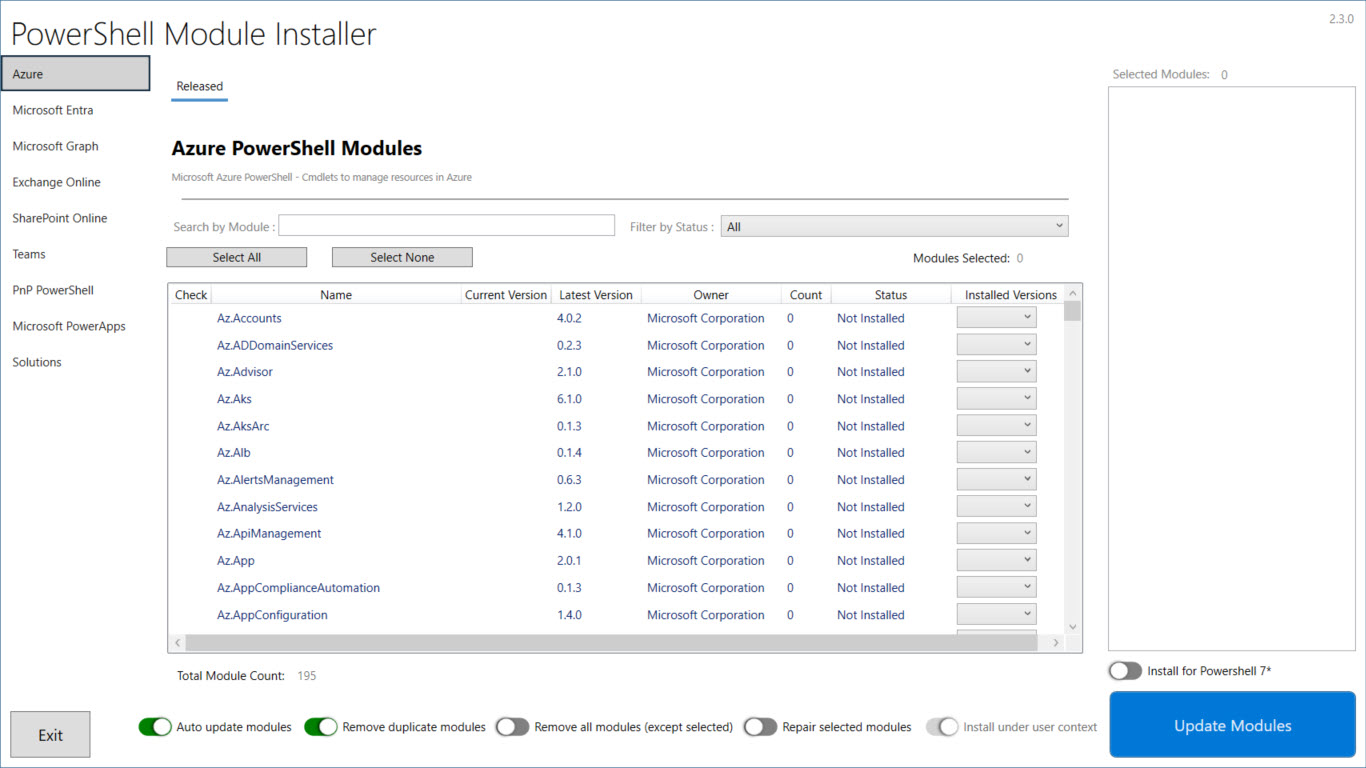 PowerShell Module Installer
2.3.0
Azure
Microsoft Entra
Microsoft Graph
Exchange Online
SharePoint Online
Teams
PnP PowerShell
Microsoft PowerApps
Solutions
Released
Azure PowerShell Modules
Microsoft Azure PowerShell - Cmdlets to manage resources in Azure
Search by Module :
Filter by Status : All
Select All Select None Modules Selected: 0
Check Name Current Version Latest Version Owner Count Status Installed Versions
Az.Accounts 4.0.2 Microsoft Corporation 0 Not Installed
Az.ADDomainServices 0.2.3 Microsoft Corporation 0 Not Installed
Az.Advisor 2.1.0 Microsoft Corporation 0 Not Installed
Az.Aks 6.1.0 Microsoft Corporation 0 Not Installed
Az.AksArc 0.1.3 Microsoft Corporation 0 Not Installed
Az.Alb 0.1.4 Microsoft Corporation 0 Not Installed
Az.AlertsManagement 0.6.3 Microsoft Corporation 0 Not Installed
Az.AnalysisServices 1.2.0 Microsoft Corporation 0 Not Installed
Az.ApiManagement 4.1.0 Microsoft Corporation 0 Not Installed
Az.App 2.0.1 Microsoft Corporation 0 Not Installed
Az.AppComplianceAutomation 0.1.3 Microsoft Corporation 0 Not Installed
Az.AppConfiguration 1.4.0 Microsoft Corporation 0 Not Installed
Total Module Count: 195
Selected Modules: 0
Install for Powershell 7*
Exit
Auto update modules
Remove duplicate modules
Remove all modules (except selected)
Repair selected modules
Install under user context
Update Modules